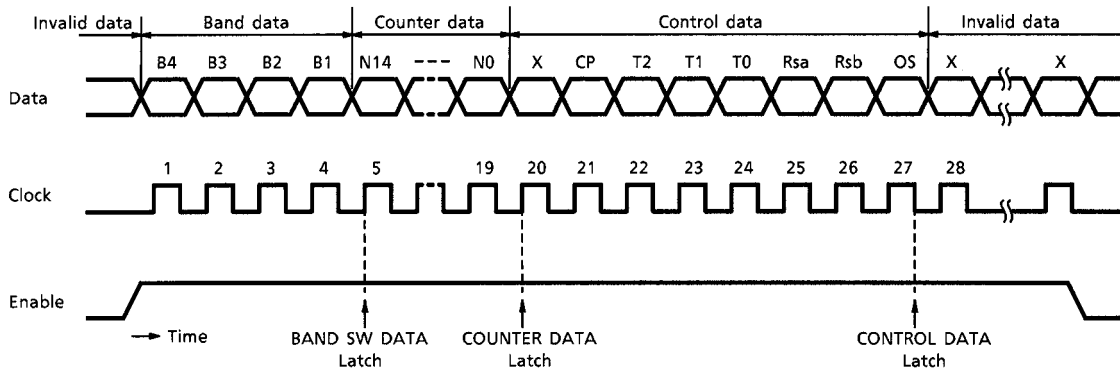 Invalid data Band data Counter data Control data Invalid data
B4 B3 B2 B1 N14 ---- N0 X CP T2 T1 T0 Rsa Rsb OS X X
Data
1 2 3 4 5 19 20 21 22 23 24 25 26 27 28
Clock
Enable
Time
BAND SW DATA COUNTER DATA CONTROL DATA
Latch Latch Latch